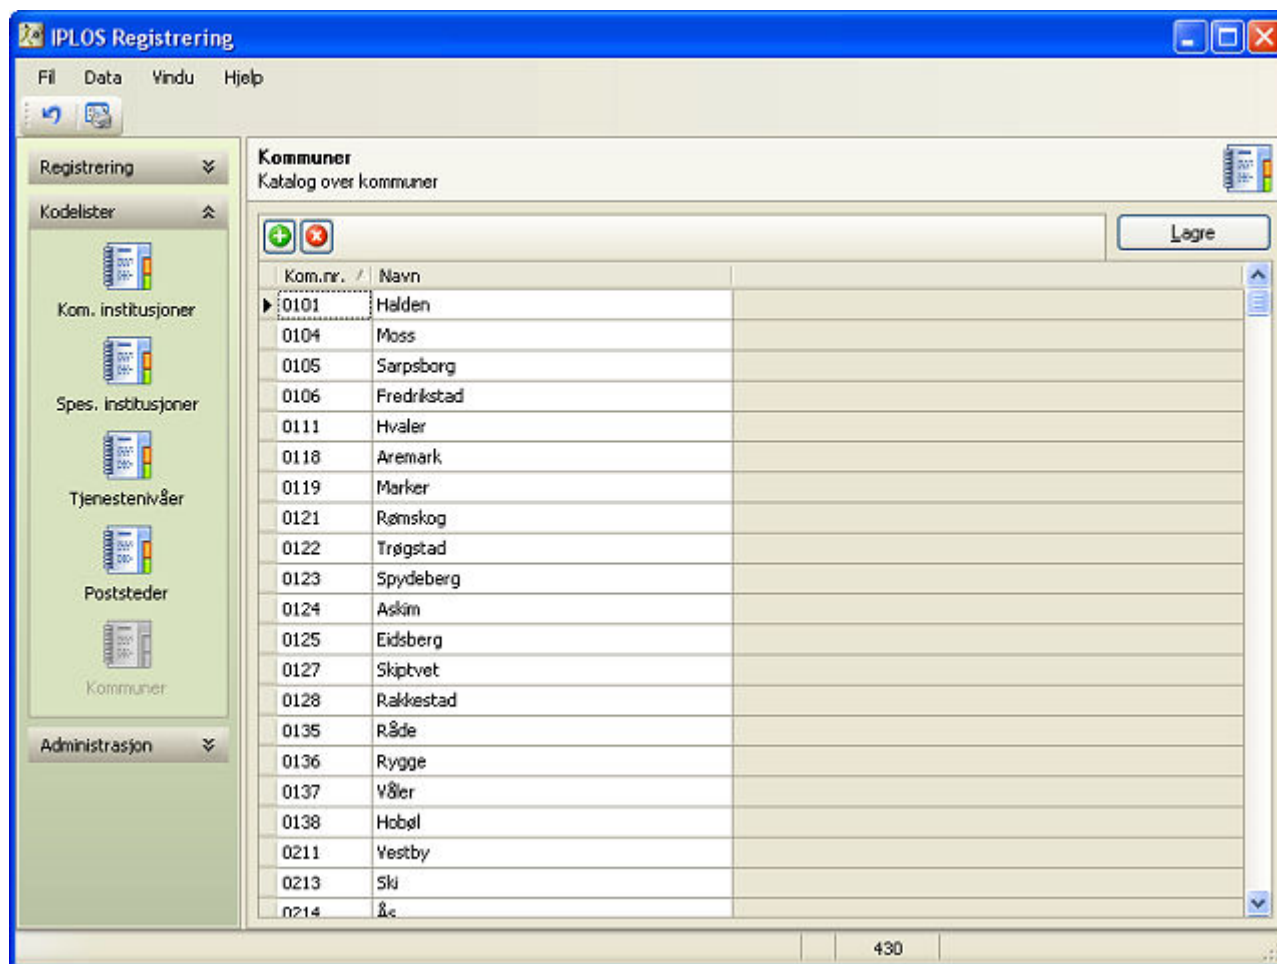 IPLOS Registrering
Fil Data Vindu Hjelp
Registrering
Kodelister
Kom. institusjoner
Spes. institusjoner
Tjenestenivåer
Poststeder
Kommuner
Administrasjon
Kommuner
Katalog over kommuner
Lagre
Kom.nr. Navn
0101 Halden
0104 Moss
0105 Sarpsborg
0106 Fredrikstad
0111 Hvaler
0118 Aremark
0119 Marker
0121 Rømskog
0122 Trøgstad
0123 Spydeberg
0124 Askim
0125 Eidsberg
0127 Skiptvet
0128 Rakkestad
0135 Råde
0136 Rygge
0137 Våler
0138 Hobøl
0211 Vestby
0213 Ski
0214 Ås
430